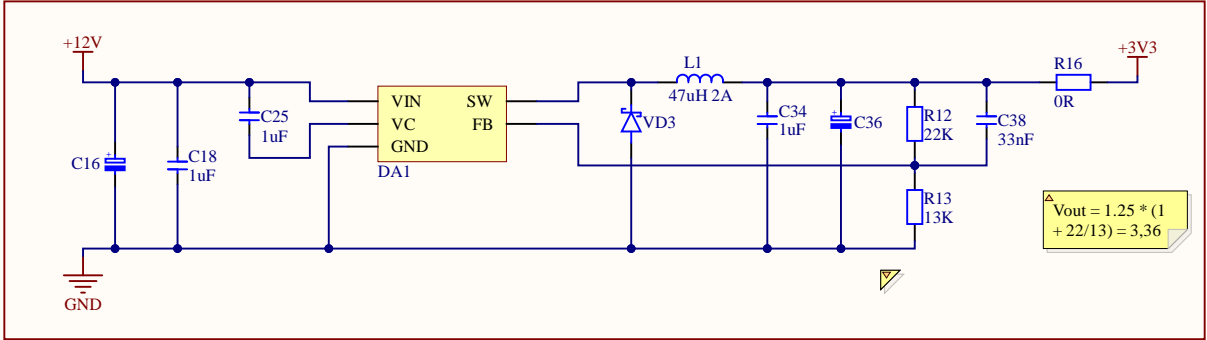 +12V
+3V3
L1
R16
47uH 2A
0R
VIN
SW
VC
FB
GND
DA1
C25
1uF
VD3
C34
1uF
C36
R12
22K
C38
33nF
C16
+
C18
1uF
+
R13
13K
Vout = 1.25 * (1
+ 22/13) = 3,36
GND